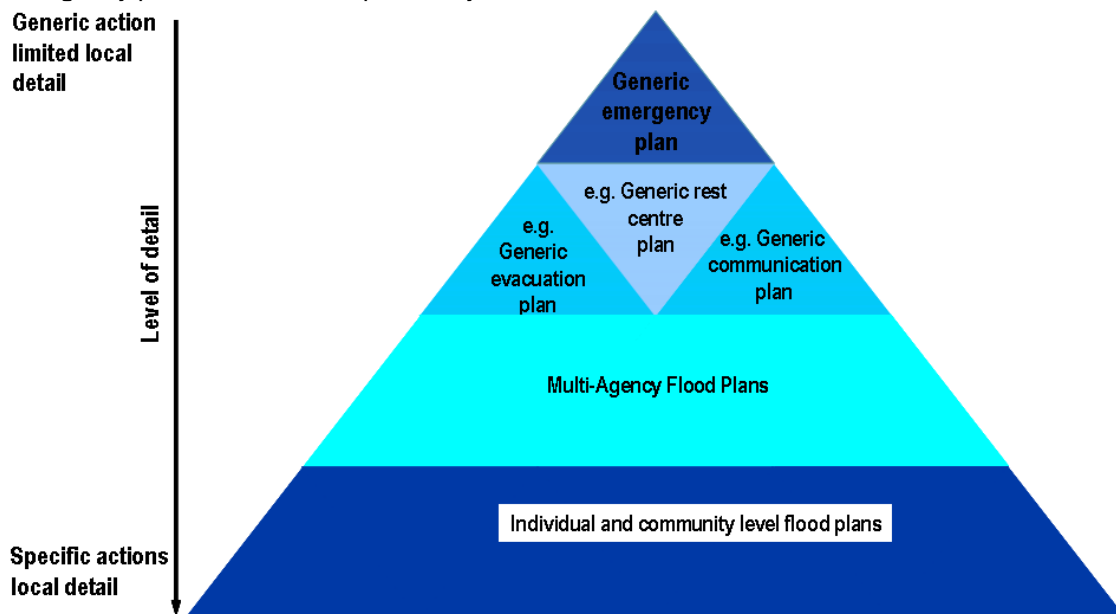 Generic action
limited local
detail
Generic
emergency
plan
e.g. Generic rest
centre
plan
e.g.
Generic
evacuation
plan
e.g. Generic
communication
plan
Level of detail
Multi-Agency Flood Plans
Individual and community level flood plans
Specific actions
local detail